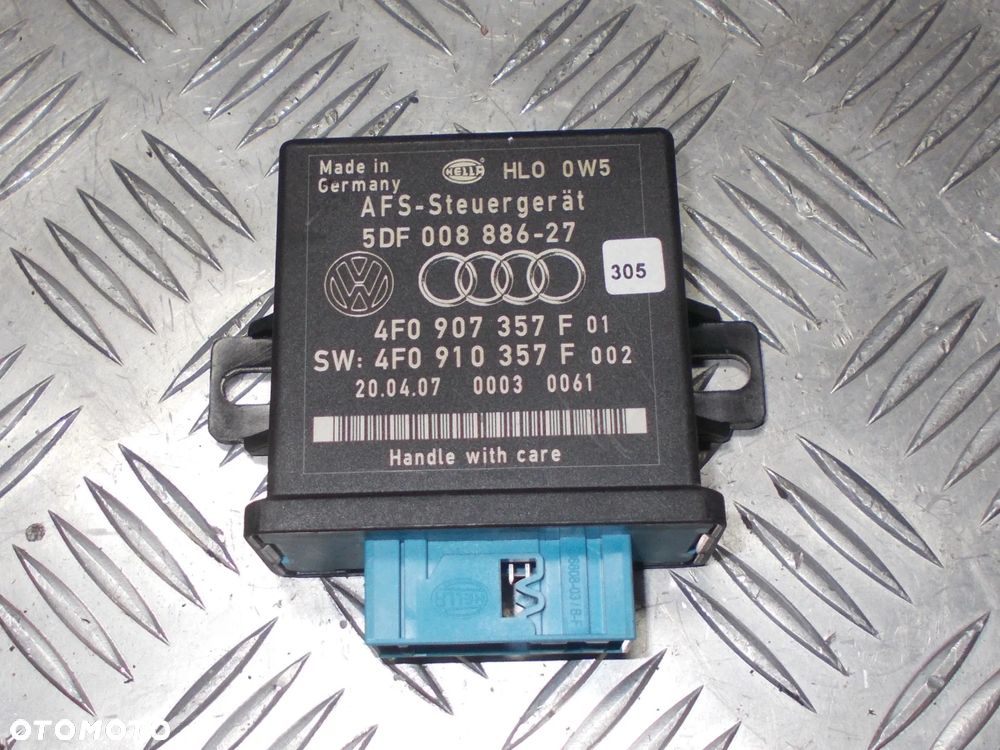 Made in
Germany
HELLA
HLO 0W5
AFS-Steuergerät
5DF 008 886-27
305
4F0 907 357 F 01
SW: 4F0 910 357 F 002
20.04.07 0003 0061
Handle with care
HELLA
OTOMOTO